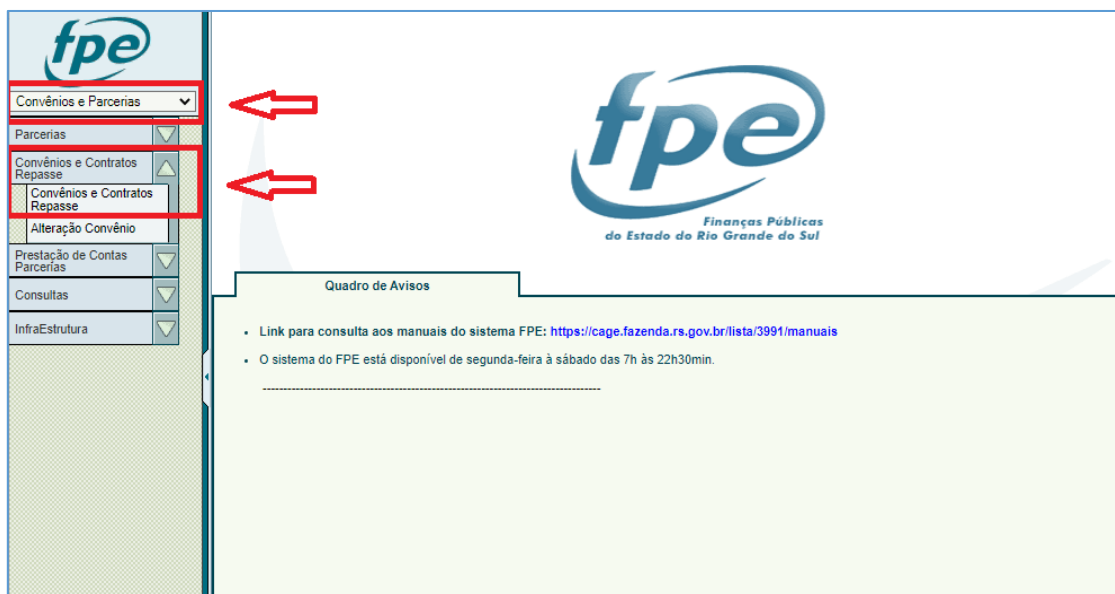 fpe
Convênios e Parcerias
Parcerias
Convênios e Contratos
Repasse
Convênios e Contratos
Repasse
Alteração Convênio
Prestação de Contas
Parcerias
Consultas
InfraEstrutura
fpe
Finanças Públicas
do Estado do Rio Grande do Sul
Quadro de Avisos
• Link para consulta aos manuais do sistema FPE: https://cage.fazenda.rs.gov.br/lista/3991/manuais
• O sistema do FPE está disponível de segunda-feira à sábado das 7h às 22h30min.
------------------------------------------------------------------------------------